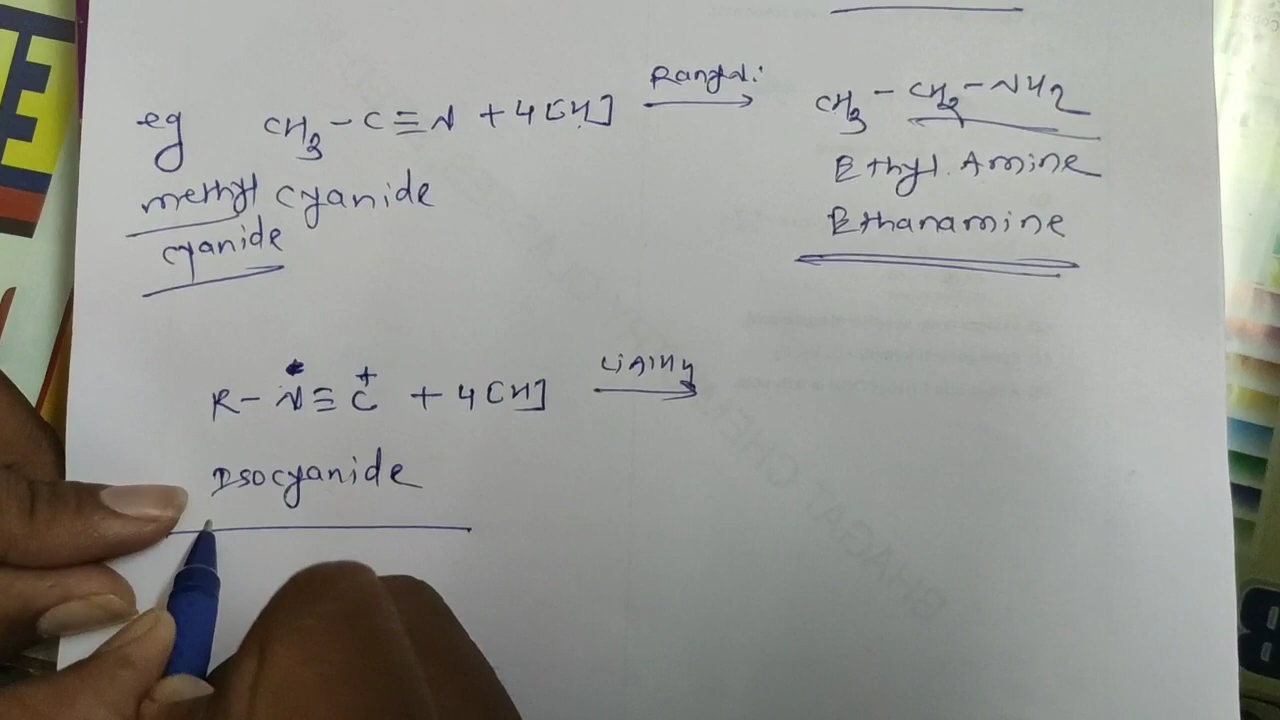 eg CH3 - C ≡ N + 4[H] Raney Ni CH3 - CH2 - NH2
methyl cyanide
cyanide
Ethyl Amine
Ethanamine
R - N ≡ C + + 4[H] LiAlH4
Isocyanide